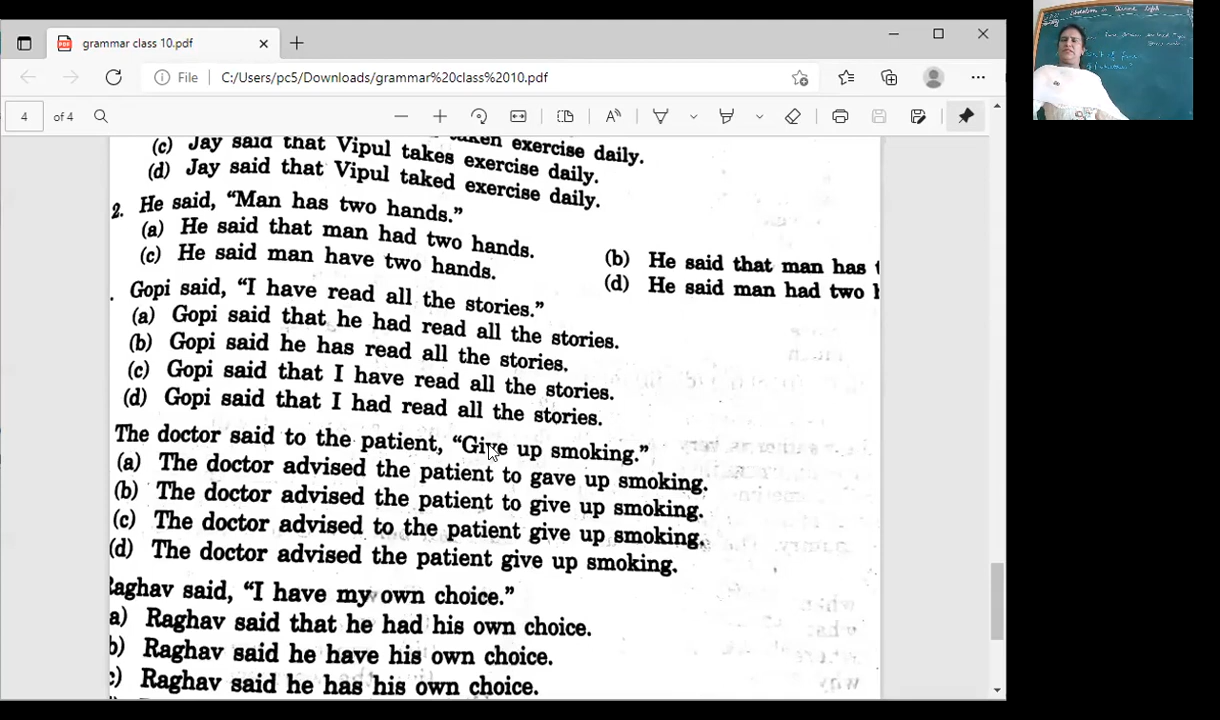 grammar class 10.pdf
File C:/Users/pc5/Downloads/grammar%20class%2010.pdf
4 of 4
taken exercise daily.
(c) Jay said that Vipul takes exercise daily.
(d) Jay said that Vipul taked exercise daily.
2. He said, “Man has two hands.”
(a) He said that man had two hands.
(b) He said that man has
(c) He said man have two hands.
(d) He said man had two
Gopi said, “I have read all the stories.”
(a) Gopi said that he had read all the stories.
(b) Gopi said he has read all the stories.
(c) Gopi said that I have read all the stories.
(d) Gopi said that I had read all the stories.
The doctor said to the patient, “Give up smoking.”
(a) The doctor advised the patient to gave up smoking.
(b) The doctor advised the patient to give up smoking.
(c) The doctor advised to the patient give up smoking.
(d) The doctor advised the patient give up smoking.
Raghav said, “I have my own choice.”
a) Raghav said that he had his own choice.
b) Raghav said he have his own choice.
c) Raghav said he has his own choice.